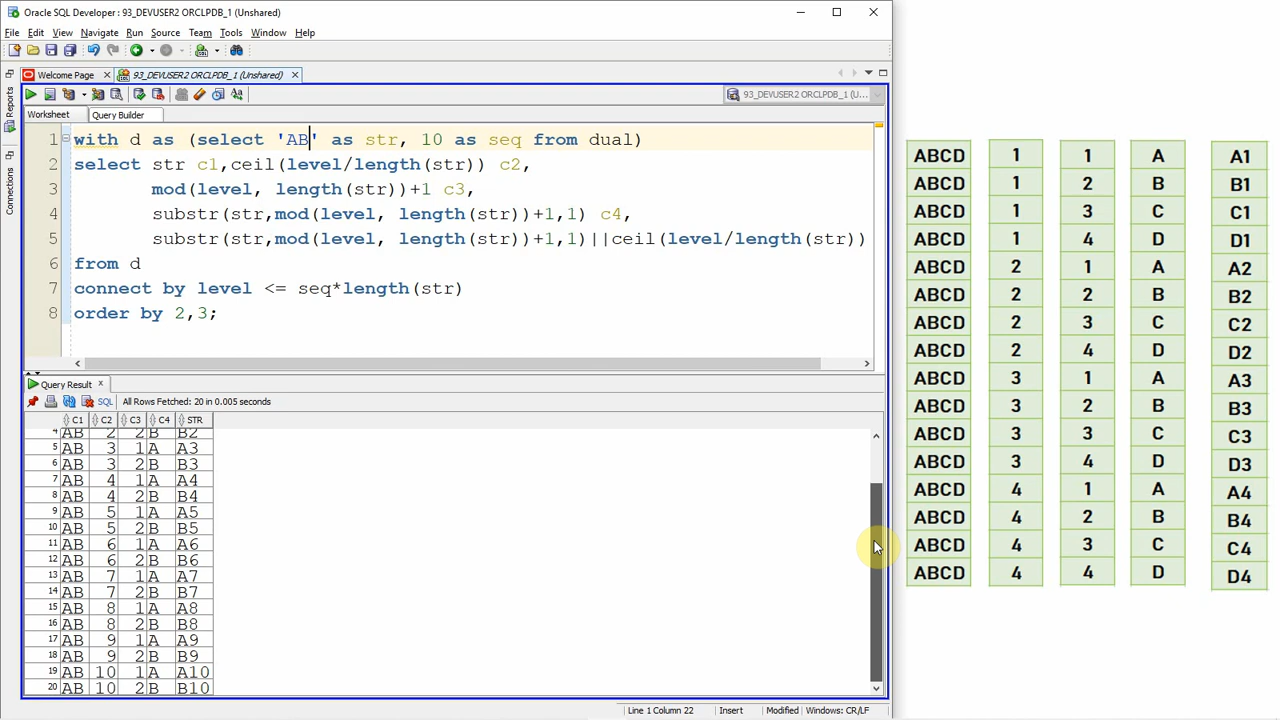 Oracle SQL Developer: 93_DEVUSER2 ORCLPDB_1 (Unshared)
File Edit View Navigate Run Source Team Tools Window Help
Welcome Page 93_DEVUSER2 ORCLPDB_1 (Unshared)
93_DEVUSER2 ORCLPDB_1 (U...
Reports
Connections
Worksheet Query Builder
1 with d as (select 'AB' as str, 10 as seq from dual)
2 select str c1,ceil(level/length(str)) c2,
3 mod(level, length(str))+1 c3,
4 substr(str,mod(level, length(str))+1,1) c4,
5 substr(str,mod(level, length(str))+1,1)||ceil(level/length(str))
6 from d
7 connect by level <= seq*length(str)
8 order by 2,3;
Query Result
SQL All Rows Fetched: 20 in 0.005 seconds
C1 C2 C3 C4 STR
4 AB 2 2 B B2
5 AB 3 1 A A3
6 AB 3 2 B B3
7 AB 4 1 A A4
8 AB 4 2 B B4
9 AB 5 1 A A5
10 AB 5 2 B B5
11 AB 6 1 A A6
12 AB 6 2 B B6
13 AB 7 1 A A7
14 AB 7 2 B B7
15 AB 8 1 A A8
16 AB 8 2 B B8
17 AB 9 1 A A9
18 AB 9 2 B B9
19 AB 10 1 A A10
20 AB 10 2 B B10
Line 1 Column 22 Insert Modified Windows: CR/LF
ABCD 1 1 A A1
ABCD 1 2 B B1
ABCD 1 3 C C1
ABCD 1 4 D D1
ABCD 2 1 A A2
ABCD 2 2 B B2
ABCD 2 3 C C2
ABCD 2 4 D D2
ABCD 3 1 A A3
ABCD 3 2 B B3
ABCD 3 3 C C3
ABCD 3 4 D D3
ABCD 4 1 A A4
ABCD 4 2 B B4
ABCD 4 3 C C4
ABCD 4 4 D D4